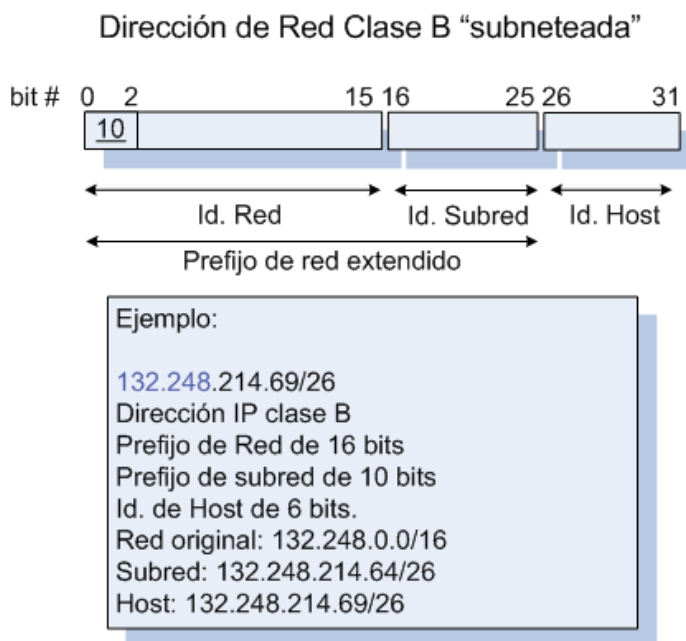 Dirección de Red Clase B “subneteada”
bit # 0 2 15 16 25 26 31
10
Id. Red Id. Subred Id. Host
Prefijo de red extendido
Ejemplo:
132.248.214.69/26
Dirección IP clase B
Prefijo de Red de 16 bits
Prefijo de subred de 10 bits
Id. de Host de 6 bits.
Red original: 132.248.0.0/16
Subred: 132.248.214.64/26
Host: 132.248.214.69/26